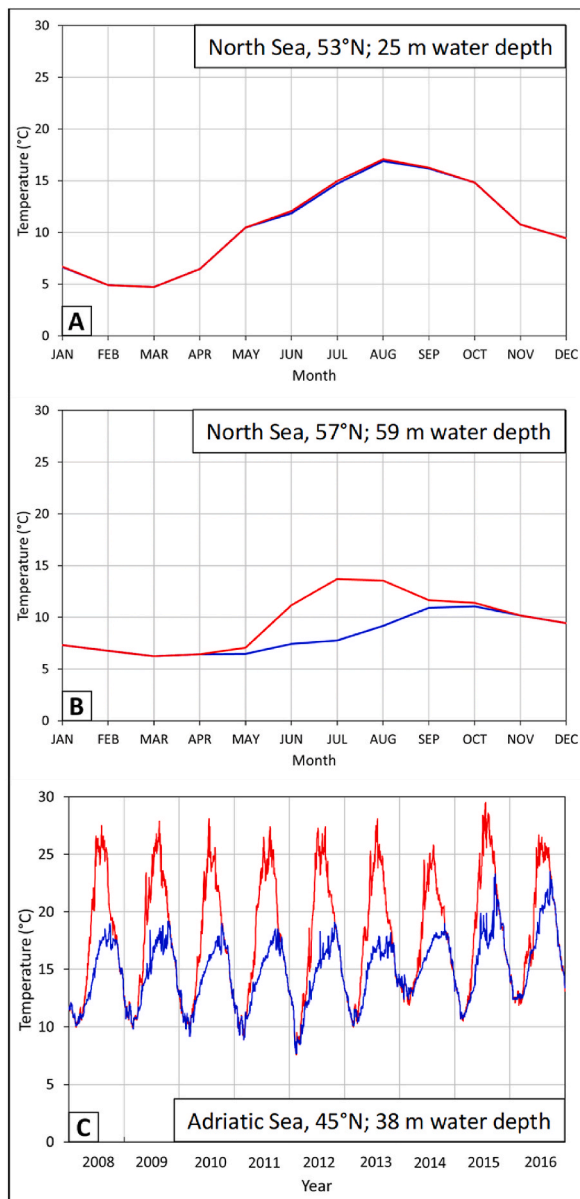 North Sea, 53°N; 25 m water depth
30
25
20
15
10
5
0
Temperature (°C)
A
JAN FEB MAR APR MAY JUN JUL AUG SEP OCT NOV DEC
Month
North Sea, 57°N; 59 m water depth
30
25
20
15
10
5
0
Temperature (°C)
B
JAN FEB MAR APR MAY JUN JUL AUG SEP OCT NOV DEC
Month
30
25
20
15
10
5
0
Temperature (°C)
C
Adriatic Sea, 45°N; 38 m water depth
2008 2009 2010 2011 2012 2013 2014 2015 2016
Year